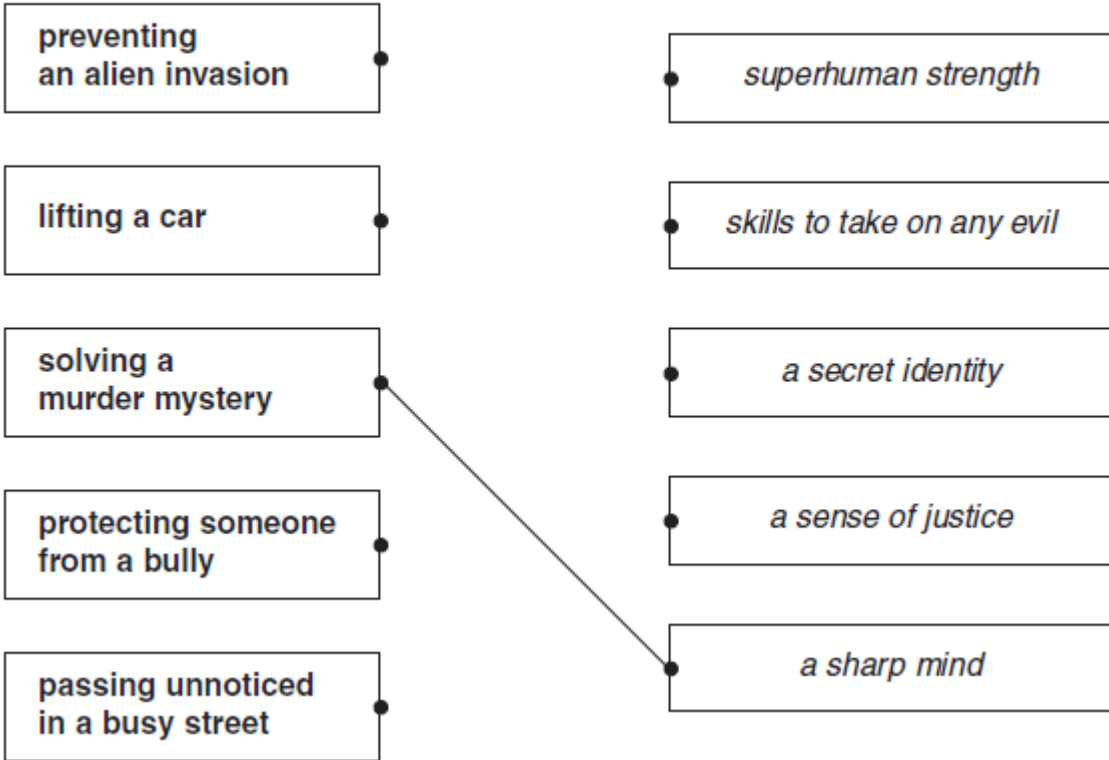 preventing
an alien invasion
lifting a car
solving a
murder mystery
protecting someone
from a bully
passing unnoticed
in a busy street
superhuman strength
skills to take on any evil
a secret identity
a sense of justice
a sharp mind